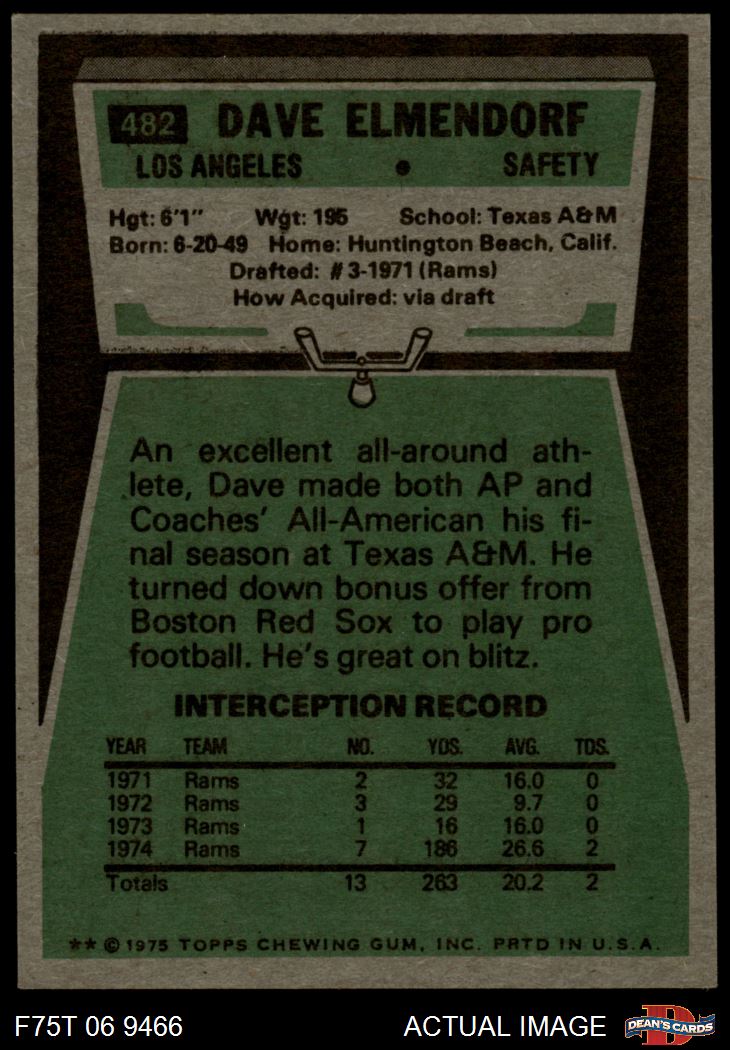 482 DAVE ELMENDORF
LOS ANGELES • SAFETY
Hgt: 6'1" Wgt: 195 School: Texas A&M
Born: 6-20-49 Home: Huntington Beach, Calif.
Drafted: #3-1971 (Rams)
How Acquired: via draft
An excellent all-around ath-
lete, Dave made both AP and
Coaches' All-American his fi-
nal season at Texas A&M. He
turned down bonus offer from
Boston Red Sox to play pro
football. He's great on blitz.
INTERCEPTION RECORD
YEAR TEAM NO. YDS. AVG. TDS.
1971 Rams 2 32 16.0 0
1972 Rams 3 29 9.7 0
1973 Rams 1 16 16.0 0
1974 Rams 7 186 26.6 2
Totals 13 263 20.2 2
** © 1975 TOPPS CHEWING GUM, INC. PRTD IN U.S.A.
F75T 06 9466 ACTUAL IMAGE D DEAN'S CARDS